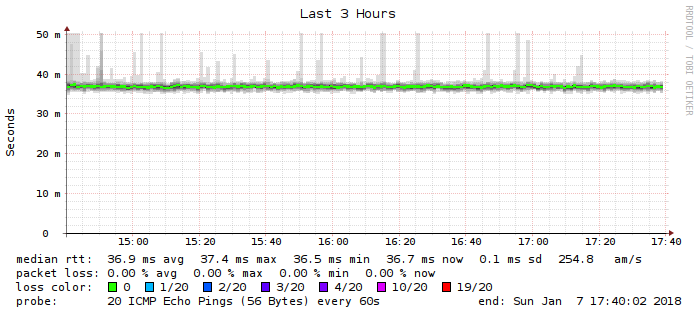 Last 3 Hours
RRDTOOL / TOBI OETIKER
Seconds
50 m
40 m
30 m
20 m
10 m
0
15:00 15:20 15:40 16:00 16:20 16:40 17:00 17:20 17:40
median rtt: 36.9 ms avg 37.4 ms max 36.5 ms min 36.7 ms now 0.1 ms sd 254.8 am/s
packet loss: 0.00 % avg 0.00 % max 0.00 % min 0.00 % now
loss color: 0 1/20 2/20 3/20 4/20 10/20 19/20
probe: 20 ICMP Echo Pings (56 Bytes) every 60s end: Sun Jan 7 17:40:02 2018